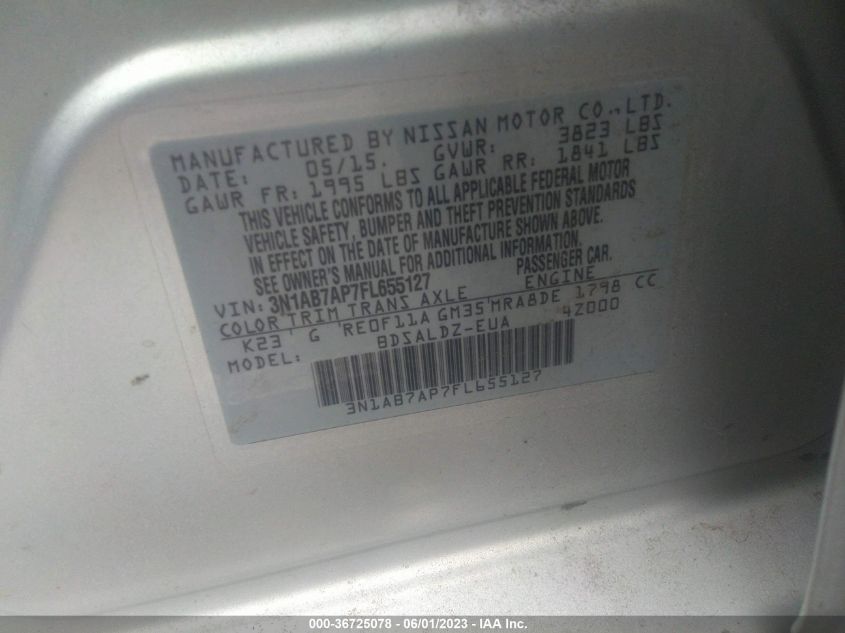 MANUFACTURED BY NISSAN MOTOR CO., LTD.
DATE: 05/15. GVWR: 3823 LBS
GAWR FR: 1995 LBS GAWR RR: 1841 LBS
THIS VEHICLE CONFORMS TO ALL APPLICABLE FEDERAL MOTOR
VEHICLE SAFETY, BUMPER AND THEFT PREVENTION STANDARDS
IN EFFECT ON THE DATE OF MANUFACTURE SHOWN ABOVE.
SEE OWNER'S MANUAL FOR ADDITIONAL INFORMATION.
VIN: 3N1AB7AP7FL655127 PASSENGER CAR.
COLOR TRIM TRANS AXLE ENGINE
K23 G RE0F11A GM35 MRA8DE 1798 CC
MODEL: BDSALDZ-EUA 4Z000
3N1AB7AP7FL655127
000-36725078 - 06/01/2023 - IAA Inc.